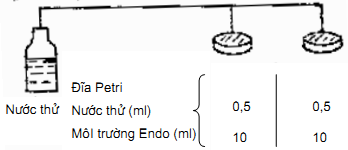 Đĩa Petri
Nước thử Nước thử (ml) 0,5 0,5
MôI trường Endo (ml) 10 10